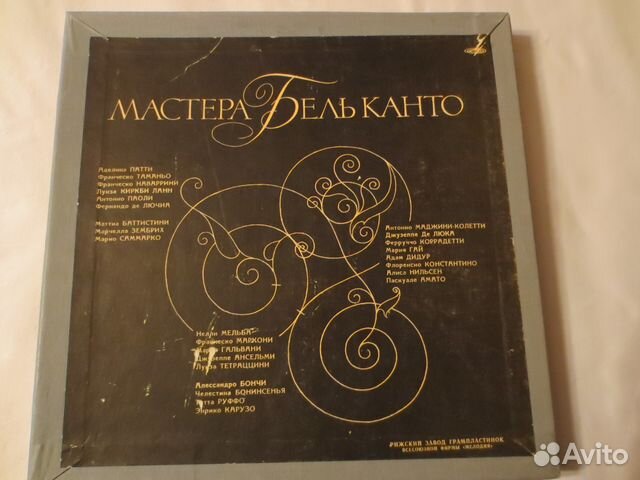 МАСТЕРА БЕЛЬ КАНТО
Аделина ПАТТИ
Франческо ТАМАНЬО
Франческо НАВАРРИНИ
Луиза КИРКБИ ЛАНН
Антонио ПАОЛИ
Фернандо де ЛЮЧИА
Маттиа БАТТИСТИНИ
Марчелла ЗЕМБРИХ
Марио САММАРКО
Антонио МАДЖИНИ-КОЛЕТТИ
Джузеппе Де ЛЮКА
Ферруччо КОРРАДЕТТИ
Мария ГАЙ
Адам ДИДУР
Флоренсио КОНСТАНТИНО
Алиса НИЛЬСЕН
Паскуале АМАТО
Нелли МЕЛЬБА
Франческо МАРКОНИ
Мария ГАЛЬВАНИ
Джузеппе АНСЕЛЬМИ
Луиза ТЕТРАЦЦИНИ
Алессандро БОНЧИ
Челестина БОНИНСЕНЬЯ
Титта РУФФО
Энрико КАРУЗО
РИЖСКИЙ ЗАВОД ГРАМПЛАСТИНОК
ВСЕСОЮЗНОЙ ФИРМЫ «МЕЛОДИЯ»
Avito